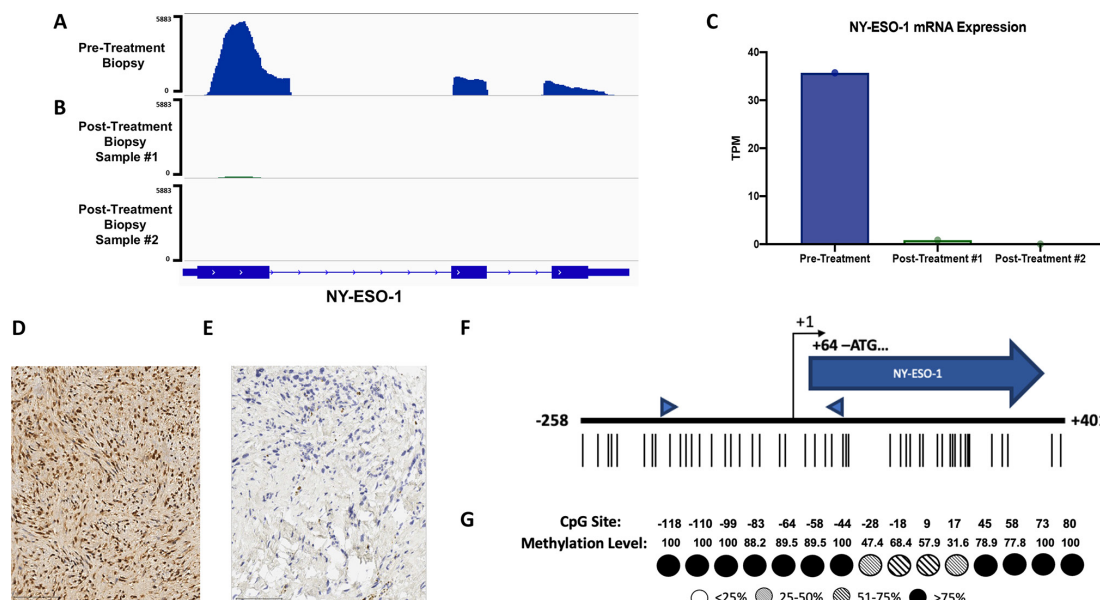 A
Pre-Treatment
Biopsy
5883
0
B
Post-Treatment
Biopsy
Sample #1
5883
0
Post-Treatment
Biopsy
Sample #2
5883
0
NY-ESO-1
C
NY-ESO-1 mRNA Expression
TPM
40
30
20
10
0
Pre-Treatment Post-Treatment #1 Post-Treatment #2
D
E
F
+1
+64 –ATG...
NY-ESO-1
-258
+401
G
CpG Site: -118 -110 -99 -83 -64 -58 -44 -28 -18 9 17 45 58 73 80
Methylation Level: 100 100 100 88.2 89.5 89.5 100 47.4 68.4 57.9 31.6 78.9 77.8 100 100
<25% 25-50% 51-75% >75%